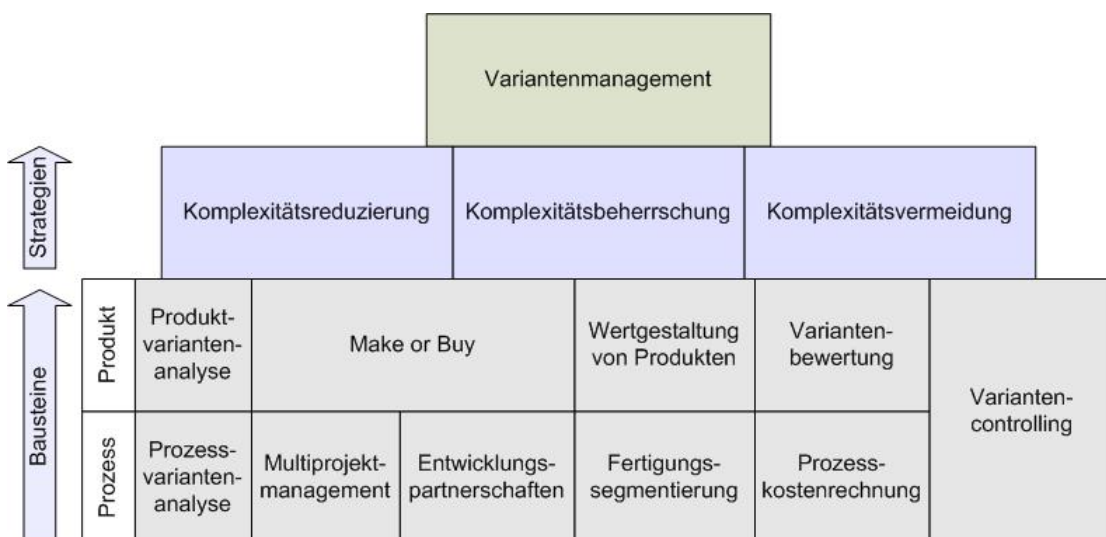 Variantenmanagement
Strategien
Komplexitätsreduzierung
Komplexitätsbeherrschung
Komplexitätsvermeidung
Bausteine
Produkt
Produkt-
varianten-
analyse
Make or Buy
Wertgestaltung
von Produkten
Varianten-
bewertung
Varianten-
controlling
Prozess
Prozess-
varianten-
analyse
Multiprojekt-
management
Entwicklungs-
partnerschaften
Fertigungs-
segmentierung
Prozess-
kostenrechnung